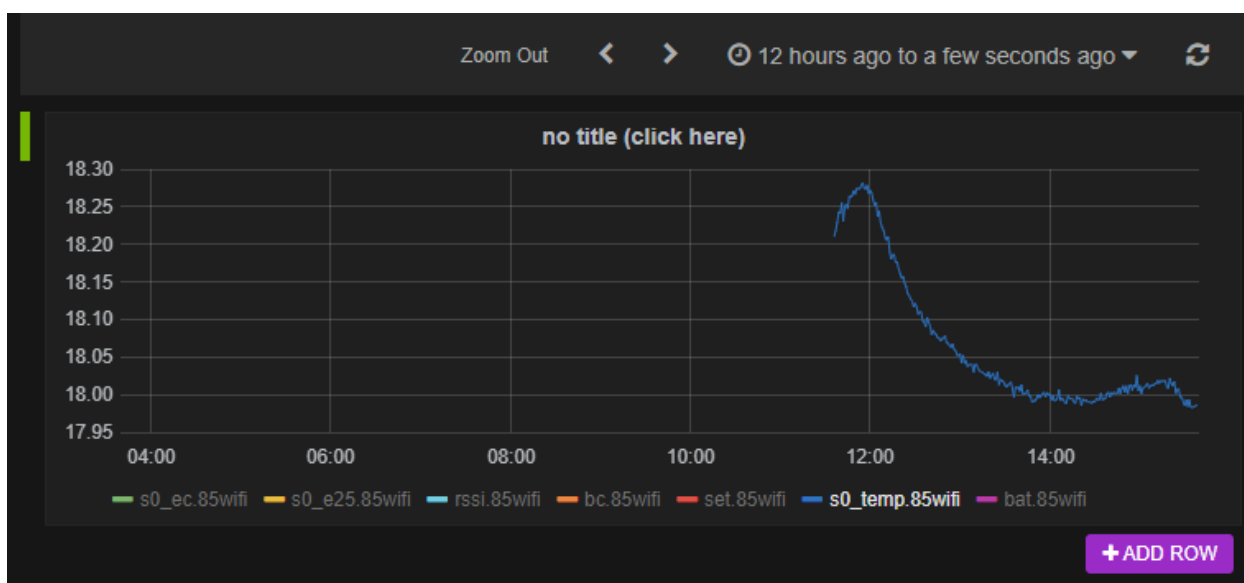 Zoom Out 12 hours ago to a few seconds ago
no title (click here)
18.30
18.25
18.20
18.15
18.10
18.05
18.00
17.95
04:00 06:00 08:00 10:00 12:00 14:00
s0_ec.85wifi s0_e25.85wifi rssi.85wifi bc.85wifi set.85wifi s0_temp.85wifi bat.85wifi
+ ADD ROW